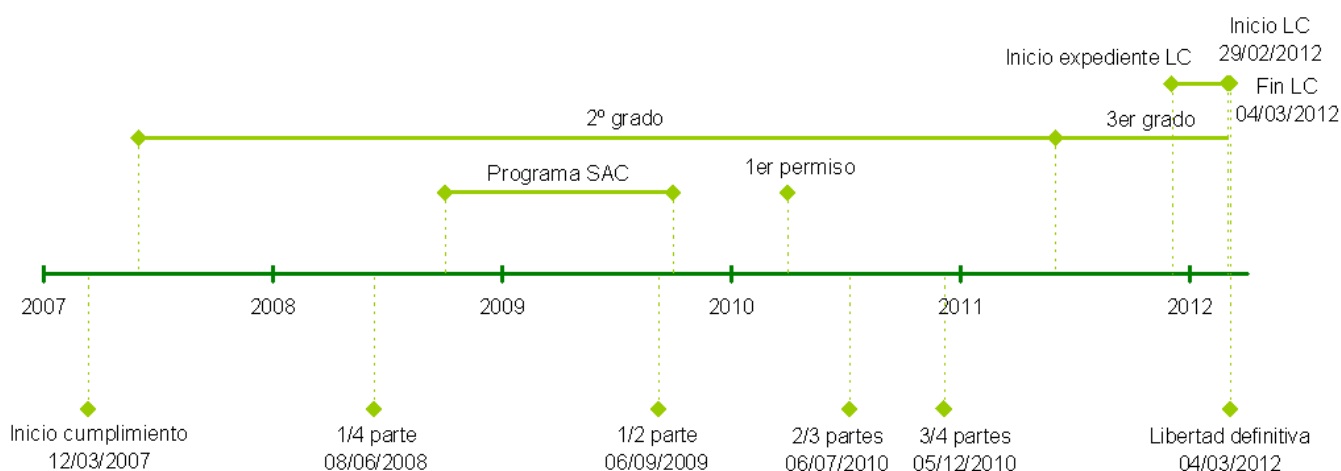 Inicio LC
29/02/2012
Inicio expediente LC
Fin LC
04/03/2012
2º grado
3er grado
Programa SAC
1er permiso
2007
2008
2009
2010
2011
2012
Inicio cumplimiento
12/03/2007
1/4 parte
08/06/2008
1/2 parte
06/09/2009
2/3 partes
06/07/2010
3/4 partes
05/12/2010
Libertad definitiva
04/03/2012